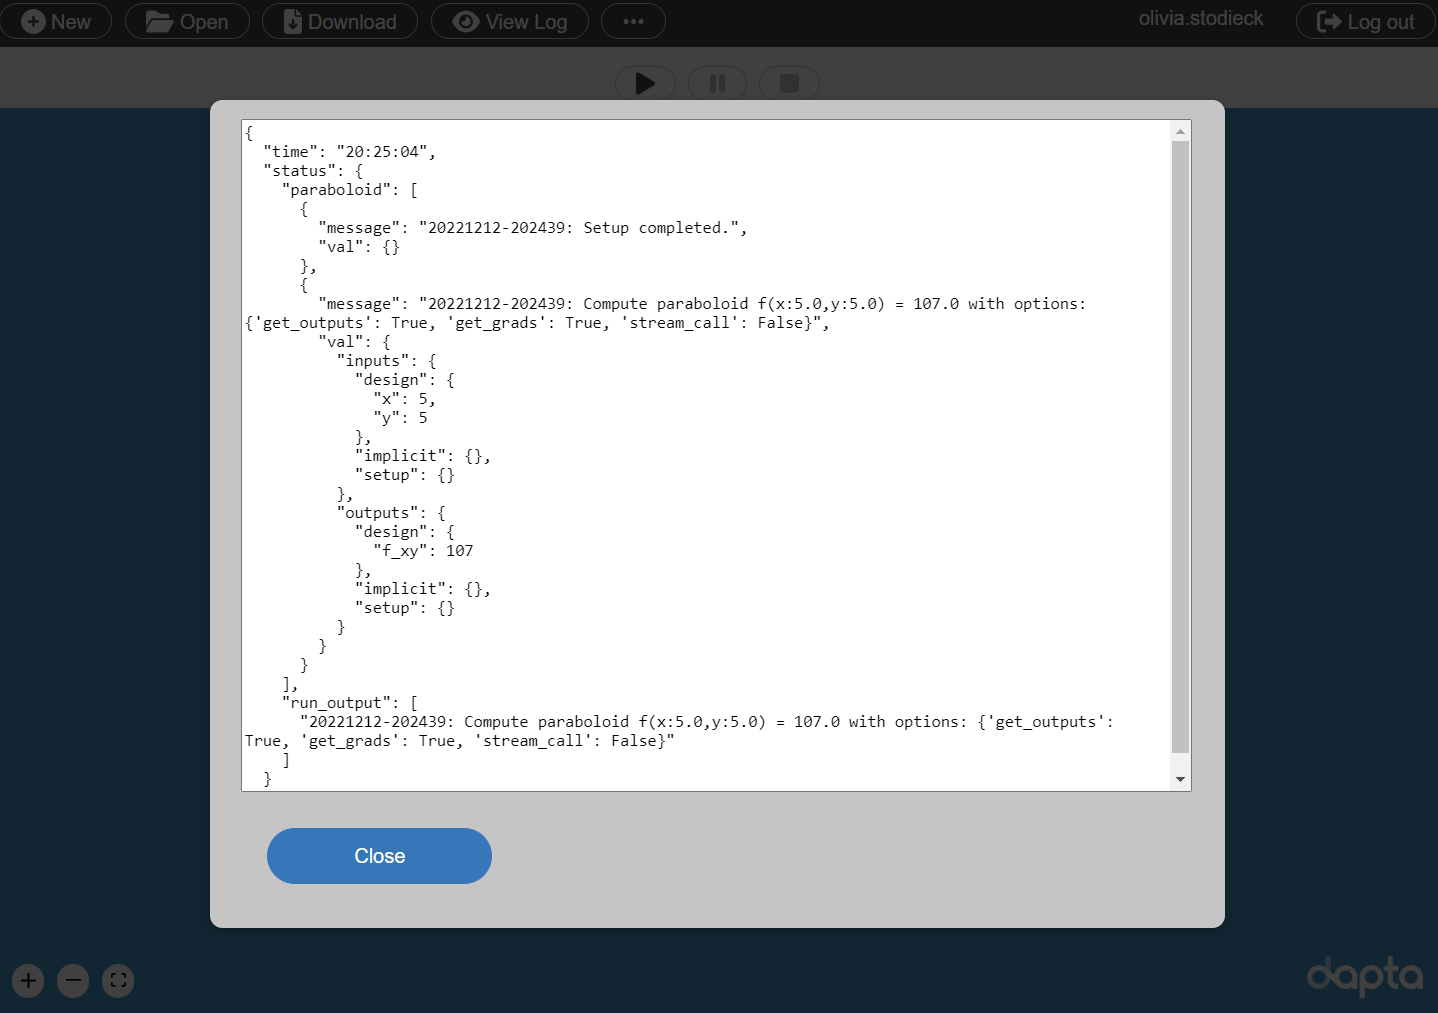 New Open Download View Log ••• olivia.stodieck Log out
{
  "time": "20:25:04",
  "status": {
    "paraboloid": [
      {
        "message": "20221212-202439: Setup completed.",
        "val": {}
      },
      {
        "message": "20221212-202439: Compute paraboloid f(x:5.0,y:5.0) = 107.0 with options:
{'get_outputs': True, 'get_grads': True, 'stream_call': False}",
        "val": {
          "inputs": {
            "design": {
              "x": 5,
              "y": 5
            },
            "implicit": {},
            "setup": {}
          },
          "outputs": {
            "design": {
              "f_xy": 107
            },
            "implicit": {},
            "setup": {}
          }
        }
      }
    ],
    "run_output": [
      "20221212-202439: Compute paraboloid f(x:5.0,y:5.0) = 107.0 with options: {'get_outputs':
True, 'get_grads': True, 'stream_call': False}"
    ]
  }
Close
dapta